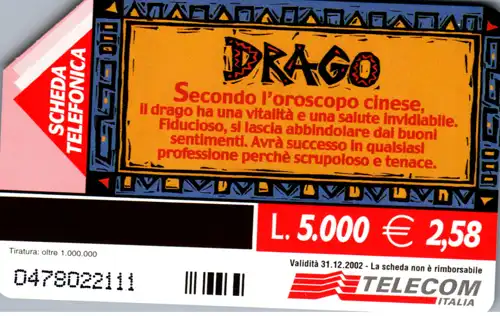 DRAGO
SCHEDA
TELEFONICA
Secondo l'oroscopo cinese,
il drago ha una vitalità e una salute invidiabile.
Fiducioso, si lascia abbindolare dai buoni
sentimenti. Avrà successo in qualsiasi
professione perchè scrupoloso e tenace.
L. 5.000 € 2,58
Tiratura: oltre 1.000.000
Validità 31.12.2002 - La scheda non è rimborsabile
0478022111
TELECOM
ITALIA